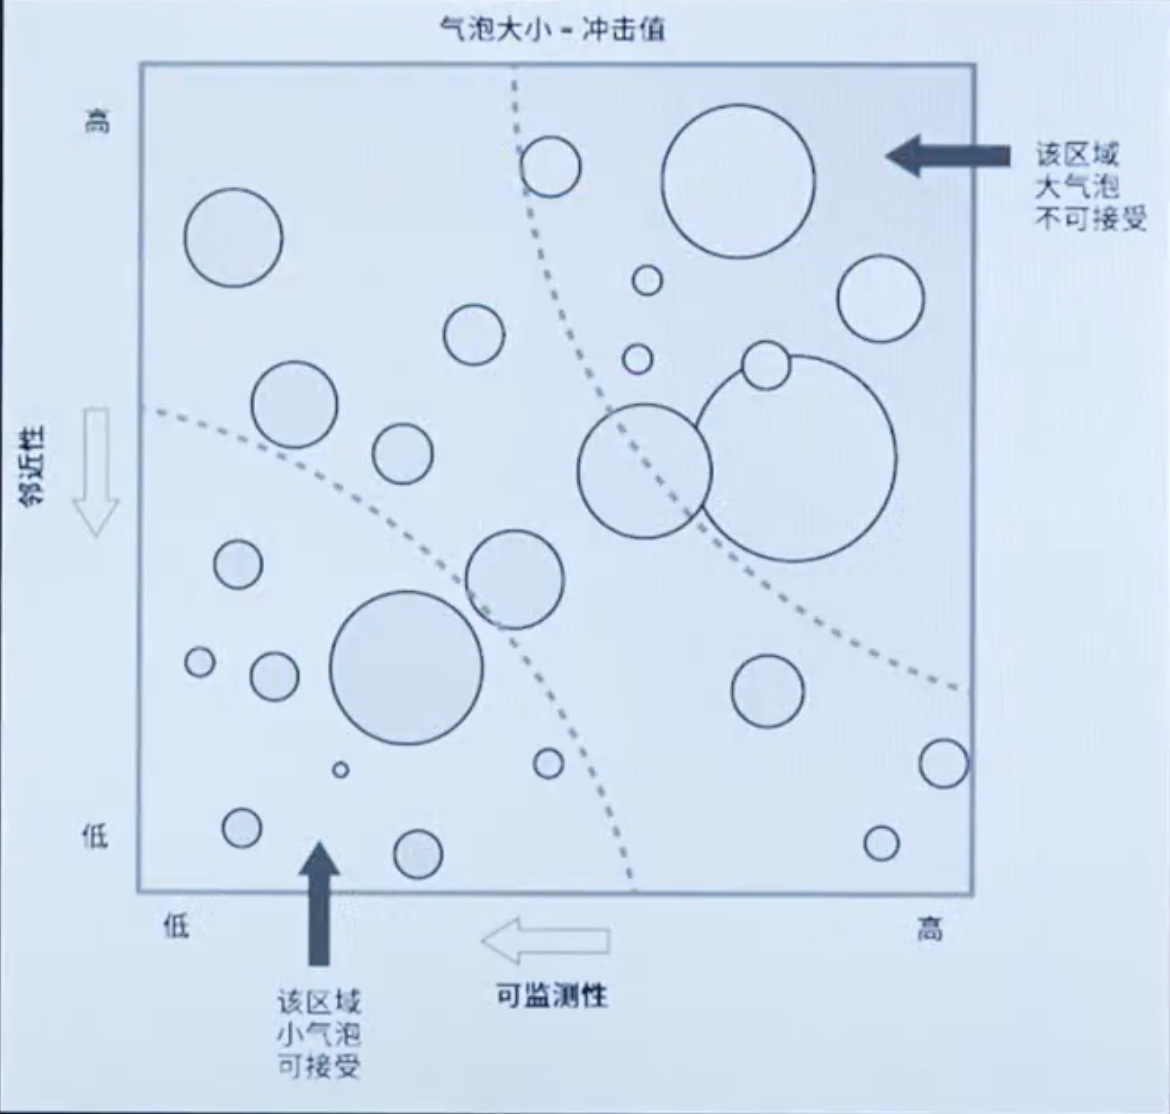 气泡大小 - 冲击值
高
该区域
大气泡
不可接受
邻近性
低
低
高
可监测性
该区域
小气泡
可接受